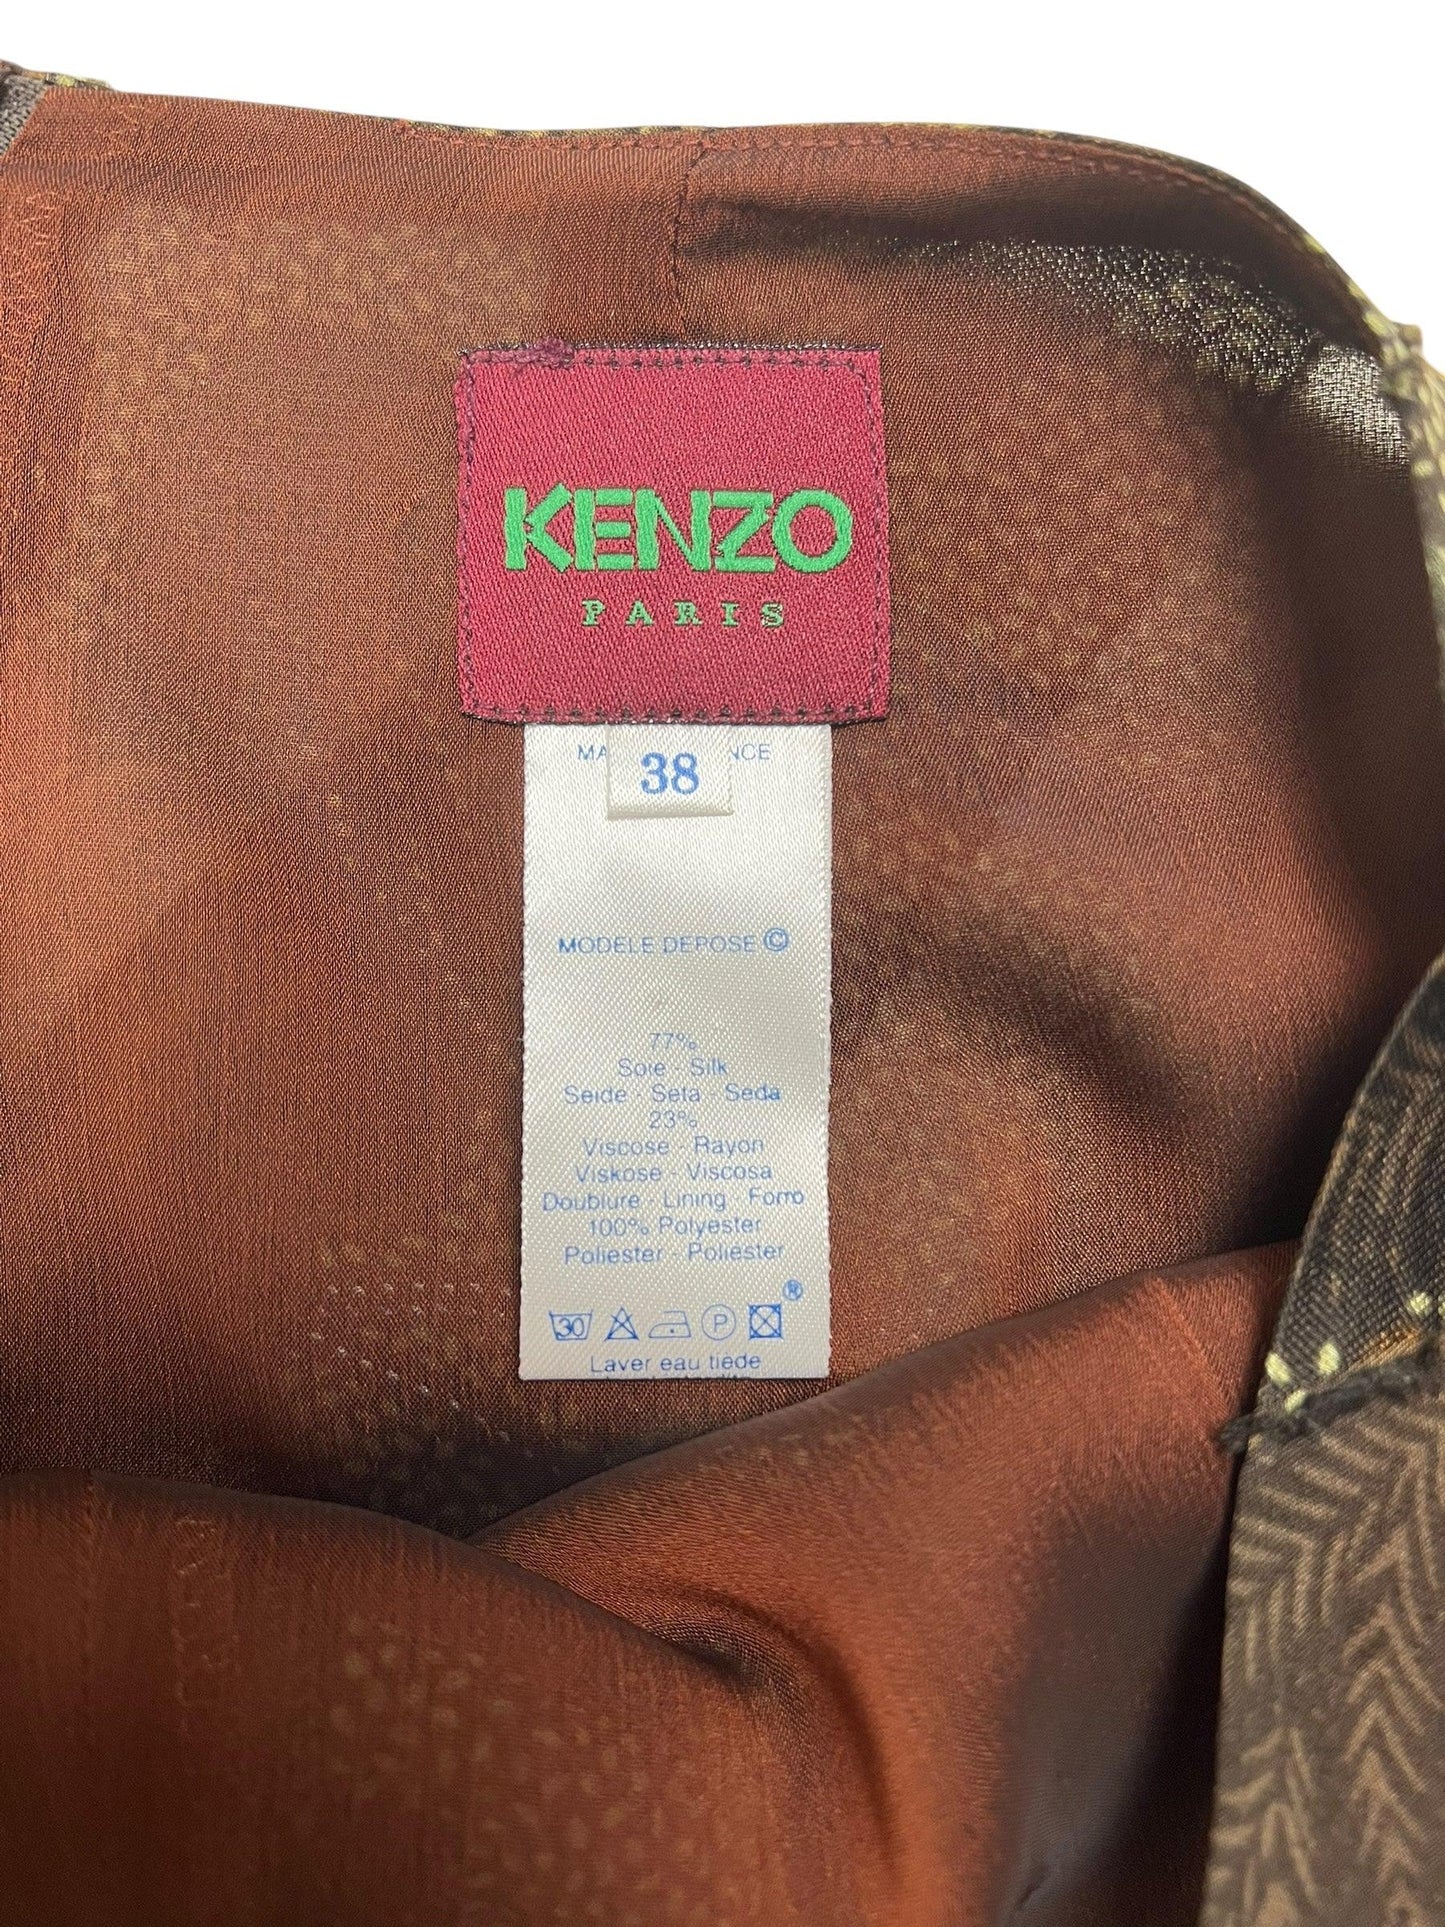 KENZO
PARIS
38
MODELE DEPOSE ©
77%
Soie - Silk
Seide - Seta - Seda
23%
Viscose - Rayon
Viskose - Viscosa
Doublure - Lining - Forro
100% Polyester
Poliester - Poliester
®
30 P
Laver eau tiède